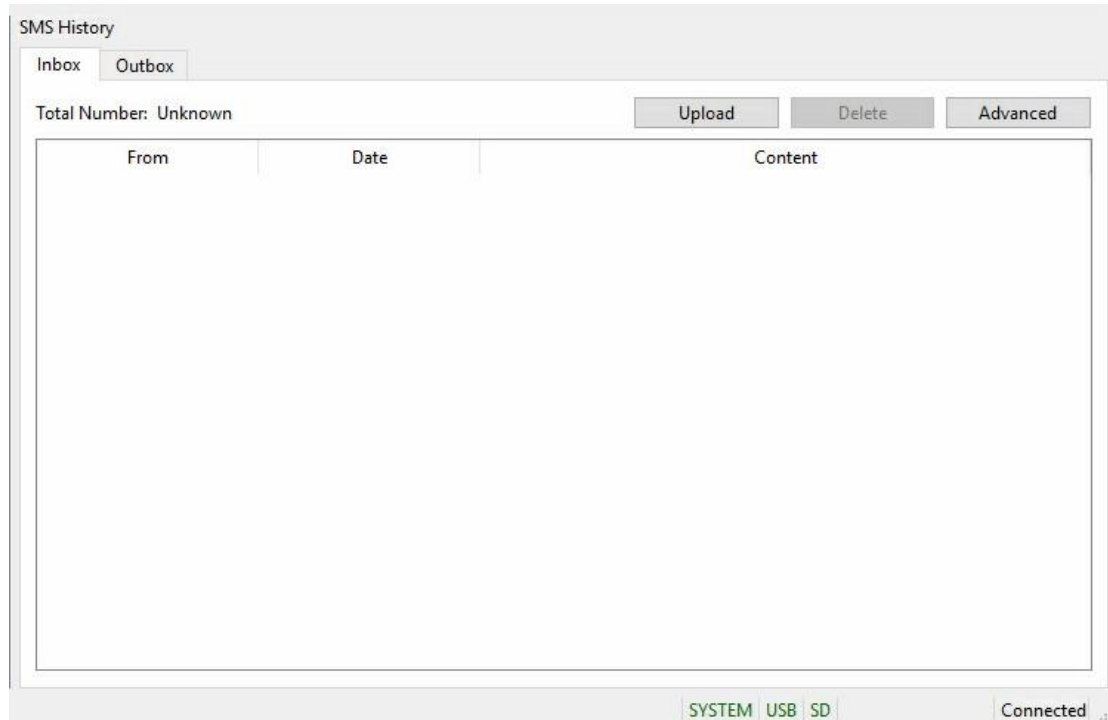 SMS History
Inbox Outbox
Total Number: Unknown Upload Delete Advanced
From Date Content
SYSTEM USB SD Connected